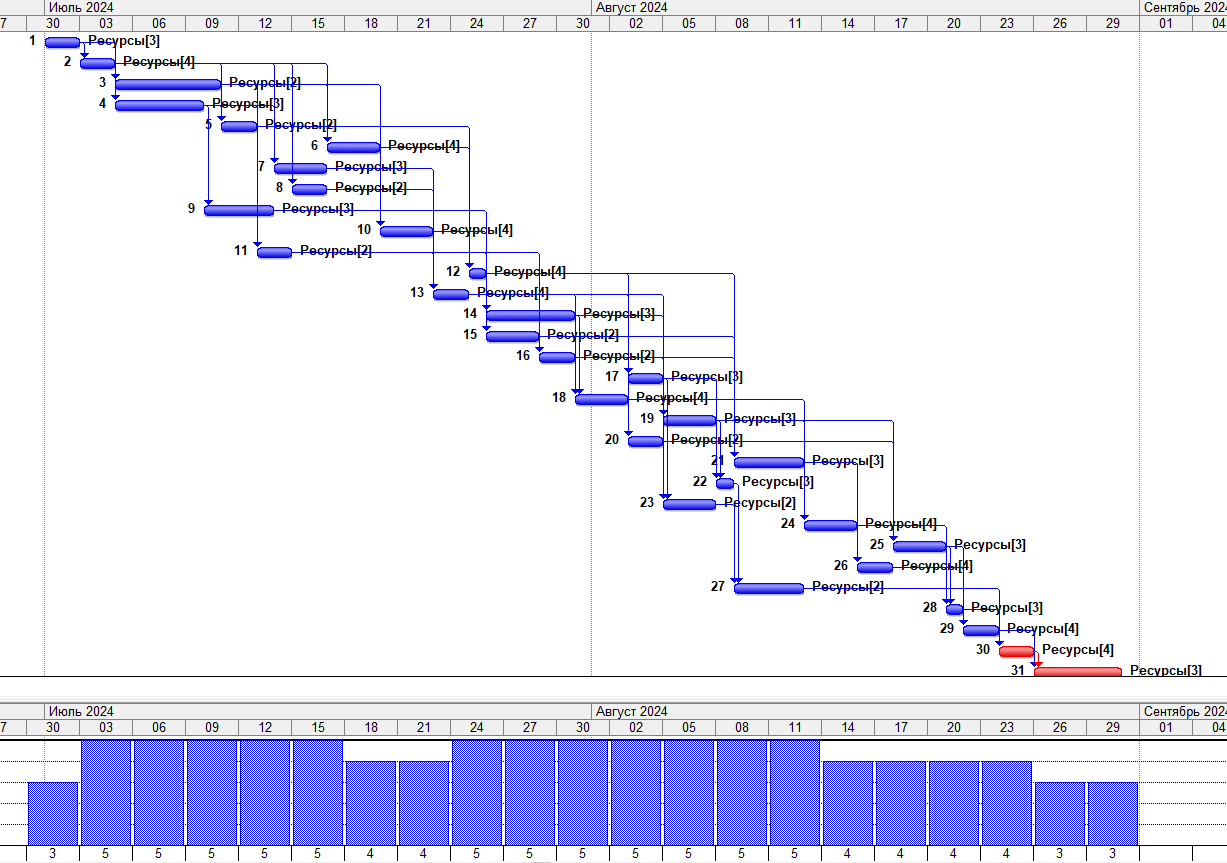 Июль 2024 Август 2024 Сентябрь 2024
7 30 03 06 09 12 15 18 21 24 27 30 02 05 08 11 14 17 20 23 26 29 01 04
1 Ресурсы[3]
2 Ресурсы[4]
3 Ресурсы[2]
4 Ресурсы[3]
5 Ресурсы[2]
6 Ресурсы[4]
7 Ресурсы[3]
8 Ресурсы[2]
9 Ресурсы[3]
10 Ресурсы[4]
11 Ресурсы[2]
12 Ресурсы[4]
13 Ресурсы[4]
14 Ресурсы[3]
15 Ресурсы[2]
16 Ресурсы[2]
17 Ресурсы[3]
18 Ресурсы[4]
19 Ресурсы[3]
20 Ресурсы[2]
21 Ресурсы[3]
22 Ресурсы[3]
23 Ресурсы[2]
24 Ресурсы[4]
25 Ресурсы[3]
26 Ресурсы[4]
27 Ресурсы[2]
28 Ресурсы[3]
29 Ресурсы[4]
30 Ресурсы[4]
31 Ресурсы[3]
Июль 2024 Август 2024 Сентябрь 2024
7 30 03 06 09 12 15 18 21 24 27 30 02 05 08 11 14 17 20 23 26 29 01 04
3 5 5 5 5 5 4 4 5 5 5 5 5 5 5 4 4 4 4 3 3